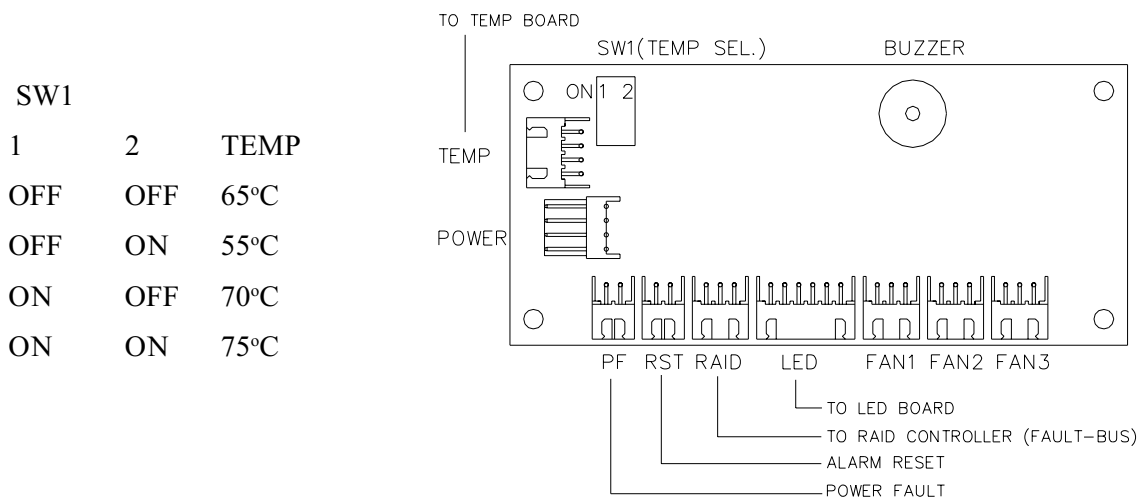 SW1
1 2 TEMP
OFF OFF 65°C
OFF ON 55°C
ON OFF 70°C
ON ON 75°C
TO TEMP BOARD
SW1(TEMP SEL.) BUZZER
ON 1 2
TEMP
POWER
PF RST RAID LED FAN1 FAN2 FAN3
TO LED BOARD
TO RAID CONTROLLER (FAULT-BUS)
ALARM RESET
POWER FAULT